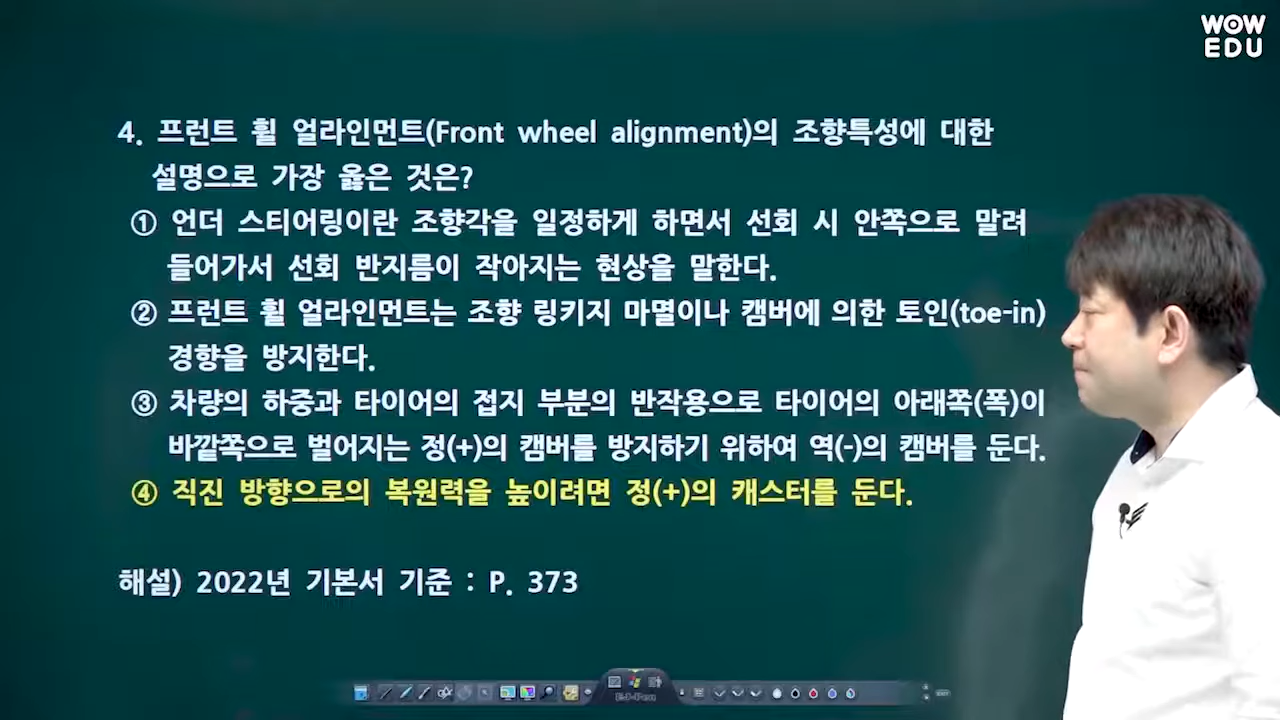 WOW
EDU
4. 프런트 휠 얼라인먼트(Front wheel alignment)의 조향특성에 대한
설명으로 가장 옳은 것은?
① 언더 스티어링이란 조향각을 일정하게 하면서 선회 시 안쪽으로 말려
들어가서 선회 반지름이 작아지는 현상을 말한다.
② 프런트 휠 얼라인먼트는 조향 링키지 마멸이나 캠버에 의한 토인(toe-in)
경향을 방지한다.
③ 차량의 하중과 타이어의 접지 부분의 반작용으로 타이어의 아래쪽(폭)이
바깥쪽으로 벌어지는 정(+)의 캠버를 방지하기 위하여 역(-)의 캠버를 둔다.
④ 직진 방향으로의 복원력을 높이려면 정(+)의 캐스터를 둔다.
해설) 2022년 기본서 기준 : P. 373